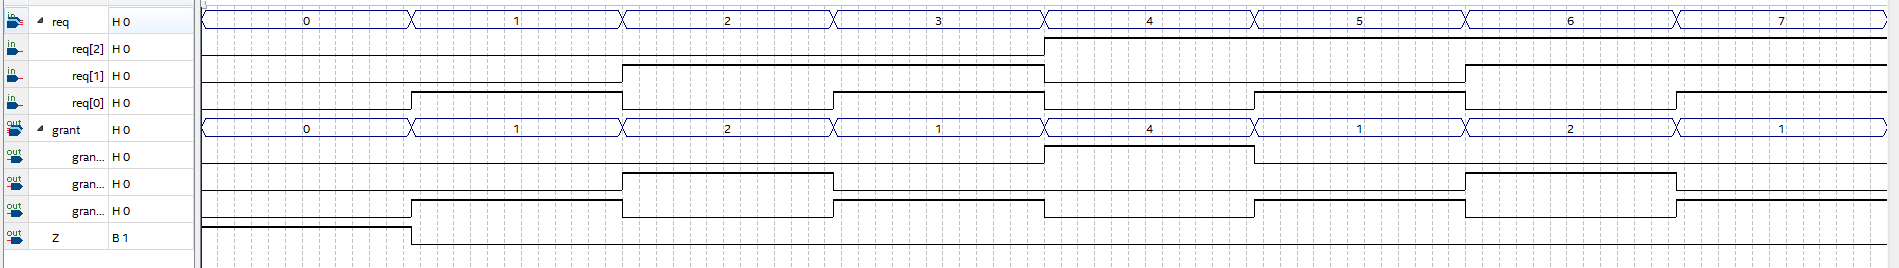 in req H 0 0 1 2 3 4 5 6 7
in req[2] H 0
in req[1] H 0
in req[0] H 0
out grant H 0 0 1 2 1 4 1 2 1
out gran... H 0
out gran... H 0
out gran... H 0
out Z B 1